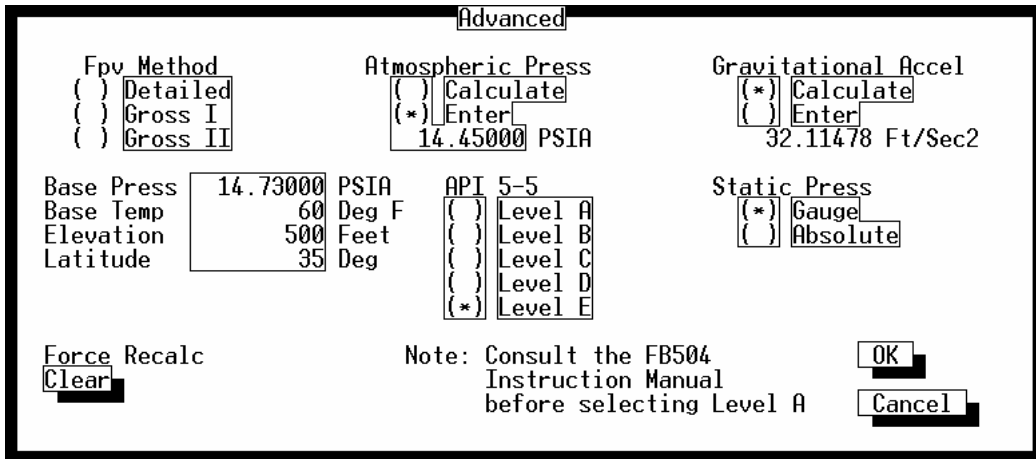 Advanced
Fpv Method Atmospheric Press Gravitational Accel
( ) Detailed ( ) Calculate (*) Calculate
( ) Gross I (*) Enter ( ) Enter
( ) Gross II 14.45000 PSIA 32.11478 Ft/Sec2
Base Press 14.73000 PSIA API 5-5 Static Press
Base Temp 60 Deg F ( ) Level A (*) Gauge
Elevation 500 Feet ( ) Level B ( ) Absolute
Latitude 35 Deg ( ) Level C
( ) Level D
(*) Level E
Force Recalc Note: Consult the FB504 OK
Clear Instruction Manual
before selecting Level A Cancel